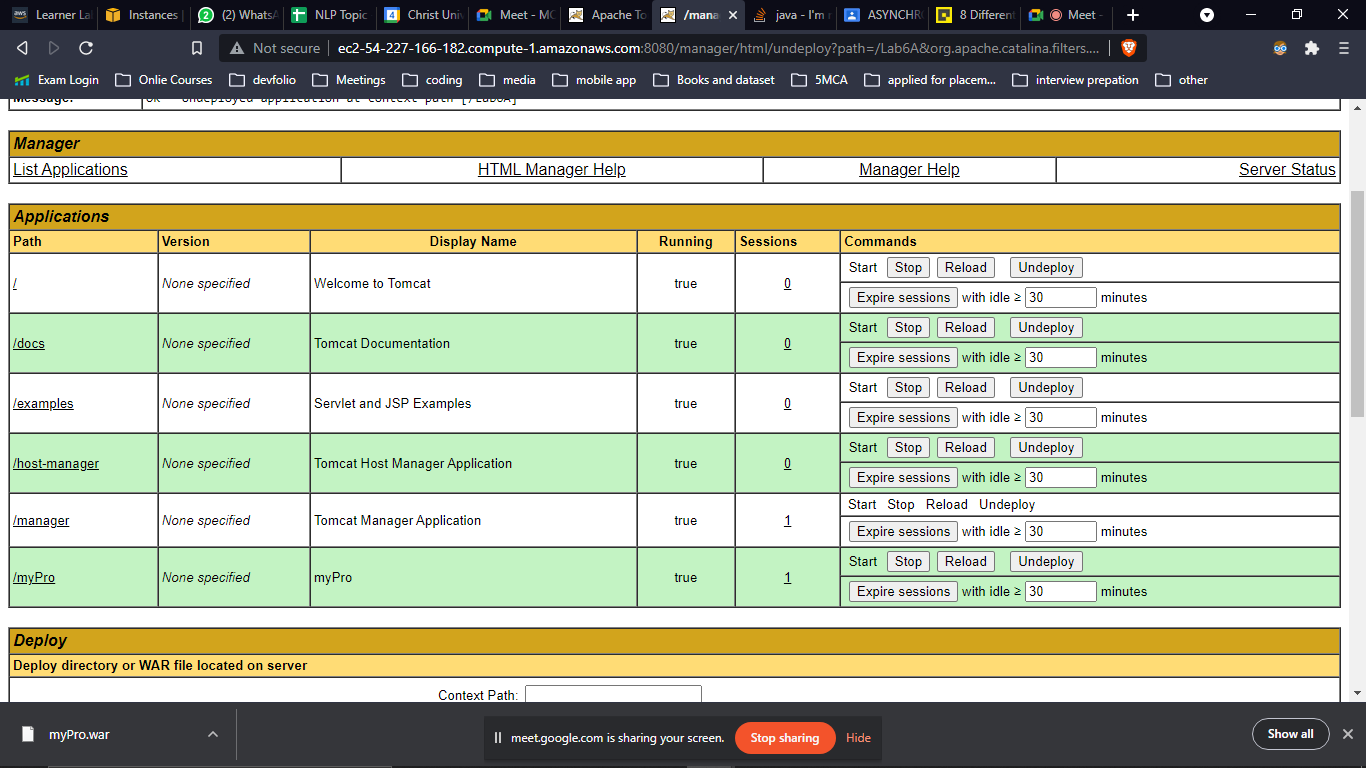 aws Learner Lal
Instances
(2) WhatsA
NLP Topic
Christ Univ
Meet - MC
Apache To
/mana
java - I'm r
ASYNCHR
8 Different
Meet -
Not secure ec2-54-227-166-182.compute-1.amazonaws.com:8080/manager/html/undeploy?path=/Lab6A&org.apache.catalina.filters....
Exam Login Onlie Courses devfolio Meetings coding media mobile app Books and dataset 5MCA applied for placem... interview prepation other
Message: OK - Undeployed application at context path [/Lab6A]
Manager
List Applications HTML Manager Help Manager Help Server Status
Applications
Path Version Display Name Running Sessions Commands
/ None specified Welcome to Tomcat true 0 Start Stop Reload Undeploy
Expire sessions with idle ≥ 30 minutes
/docs None specified Tomcat Documentation true 0 Start Stop Reload Undeploy
Expire sessions with idle ≥ 30 minutes
/examples None specified Servlet and JSP Examples true 0 Start Stop Reload Undeploy
Expire sessions with idle ≥ 30 minutes
/host-manager None specified Tomcat Host Manager Application true 0 Start Stop Reload Undeploy
Expire sessions with idle ≥ 30 minutes
/manager None specified Tomcat Manager Application true 1 Start Stop Reload Undeploy
Expire sessions with idle ≥ 30 minutes
/myPro None specified myPro true 1 Start Stop Reload Undeploy
Expire sessions with idle ≥ 30 minutes
Deploy
Deploy directory or WAR file located on server
Context Path:
myPro.war
meet.google.com is sharing your screen. Stop sharing Hide
Show all